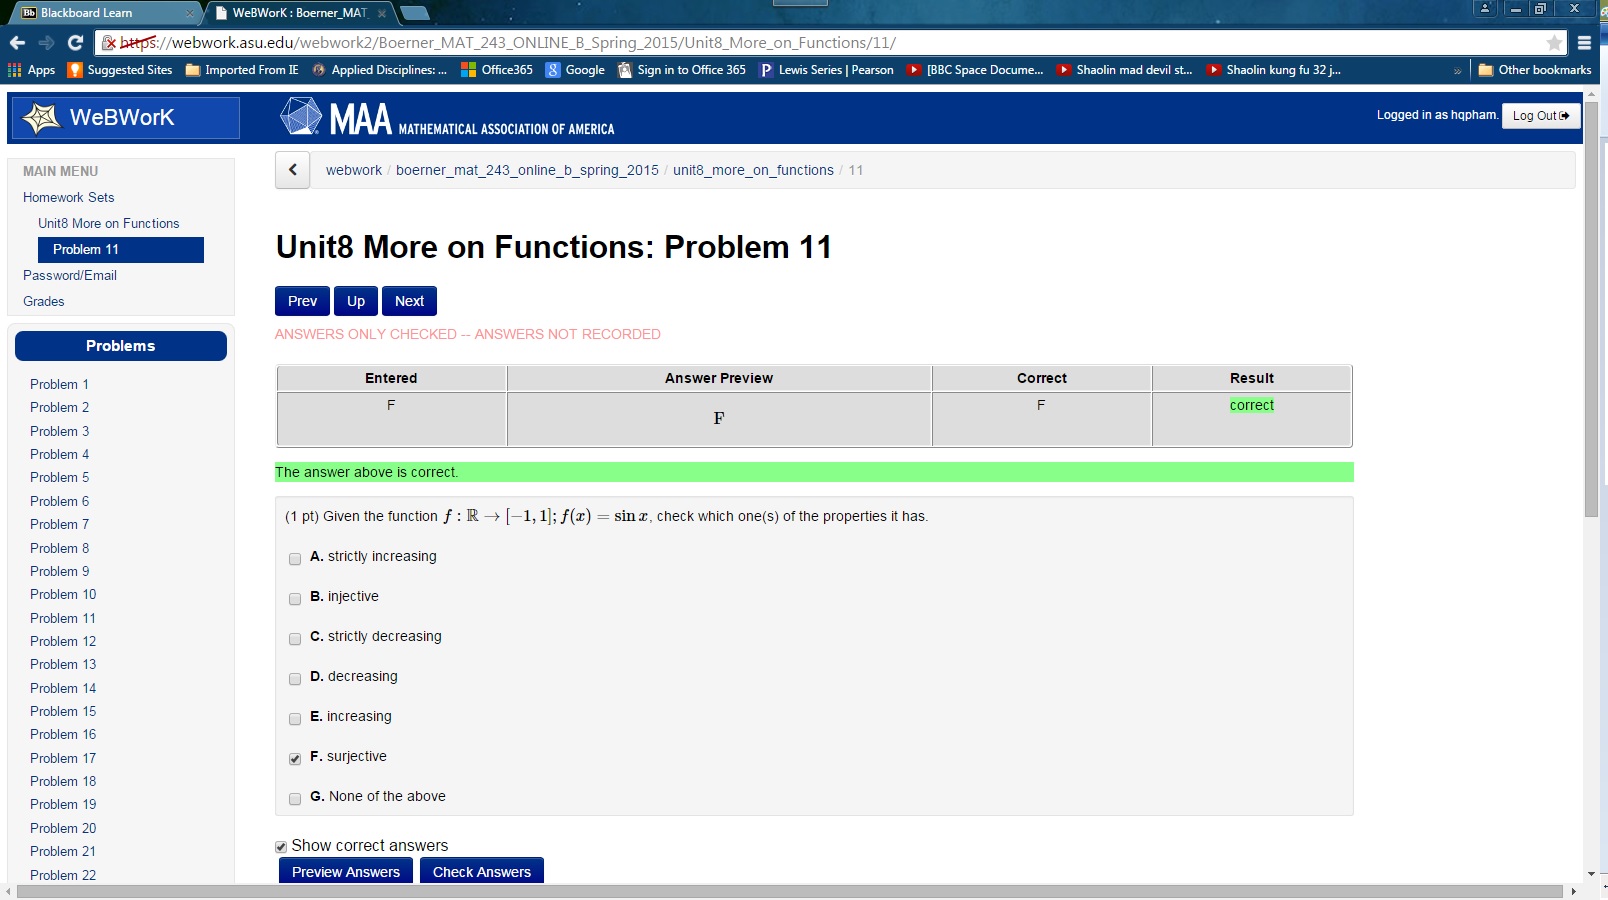 Blackboard Learn
WeBWorK : Boerner_MAT_
https://webwork.asu.edu/webwork2/Boerner_MAT_243_ONLINE_B_Spring_2015/Unit8_More_on_Functions/11/
Apps Suggested Sites Imported From IE Applied Disciplines: ... Office365 Google Sign in to Office 365 Lewis Series | Pearson [BBC Space Docume... Shaolin mad devil st... Shaolin kung fu 32 j... » Other bookmarks
WeBWorK
MAA MATHEMATICAL ASSOCIATION OF AMERICA
Logged in as hqpham. Log Out
MAIN MENU
Homework Sets
Unit8 More on Functions
Problem 11
Password/Email
Grades
Problems
Problem 1
Problem 2
Problem 3
Problem 4
Problem 5
Problem 6
Problem 7
Problem 8
Problem 9
Problem 10
Problem 11
Problem 12
Problem 13
Problem 14
Problem 15
Problem 16
Problem 17
Problem 18
Problem 19
Problem 20
Problem 21
Problem 22
webwork / boerner_mat_243_online_b_spring_2015 / unit8_more_on_functions / 11
Unit8 More on Functions: Problem 11
Prev Up Next
ANSWERS ONLY CHECKED -- ANSWERS NOT RECORDED
Entered Answer Preview Correct Result
F F F correct
The answer above is correct.
(1 pt) Given the function f : ℝ → [−1, 1]; f(x) = sin x, check which one(s) of the properties it has.
A. strictly increasing
B. injective
C. strictly decreasing
D. decreasing
E. increasing
F. surjective
G. None of the above
Show correct answers
Preview Answers Check Answers